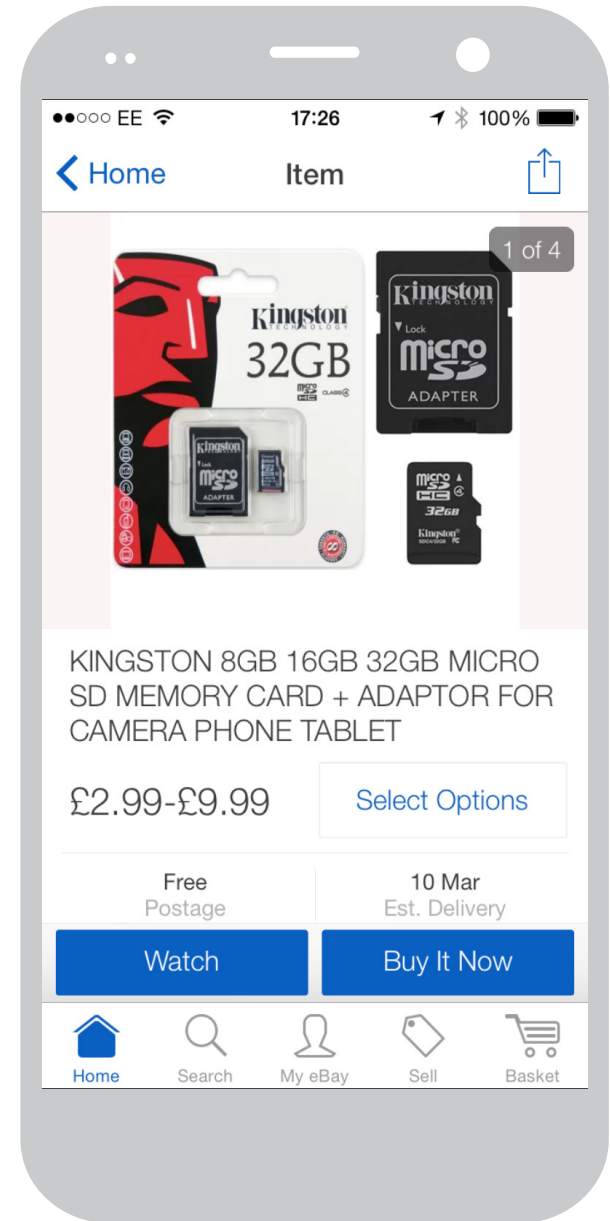 EE 17:26 100%
Home Item
1 of 4
Kingston
TECHNOLOGY
32GB
Micro SD HC CLASS 4
Kingston
Lock
Micro SD
ADAPTER
Kingston
TECHNOLOGY
Lock
Micro SD
ADAPTER
Micro SD HC 4
32GB
Kingston
KINGSTON 8GB 16GB 32GB MICRO
SD MEMORY CARD + ADAPTOR FOR
CAMERA PHONE TABLET
£2.99-£9.99 Select Options
Free 10 Mar
Postage Est. Delivery
Watch Buy It Now
Home Search My eBay Sell Basket